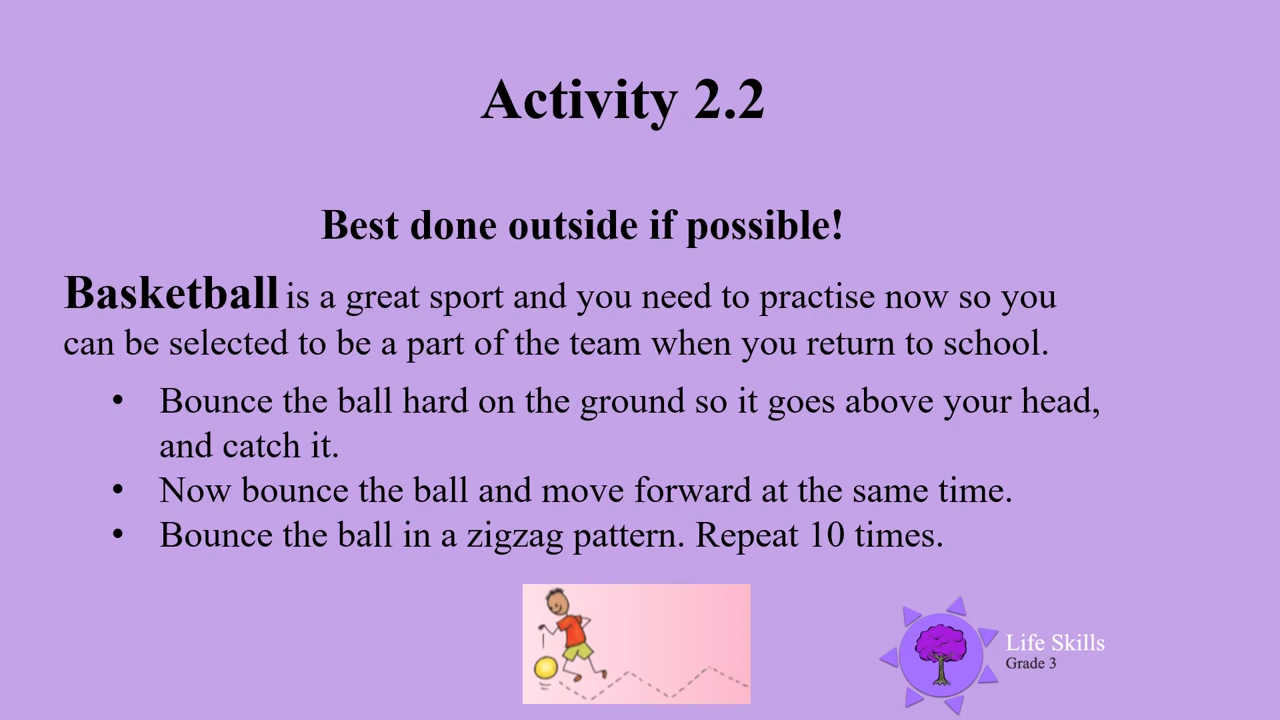 Activity 2.2
Best done outside if possible!
Basketball is a great sport and you need to practise now so you
can be selected to be a part of the team when you return to school.
• Bounce the ball hard on the ground so it goes above your head,
and catch it.
• Now bounce the ball and move forward at the same time.
• Bounce the ball in a zigzag pattern. Repeat 10 times.
Life Skills
Grade 3